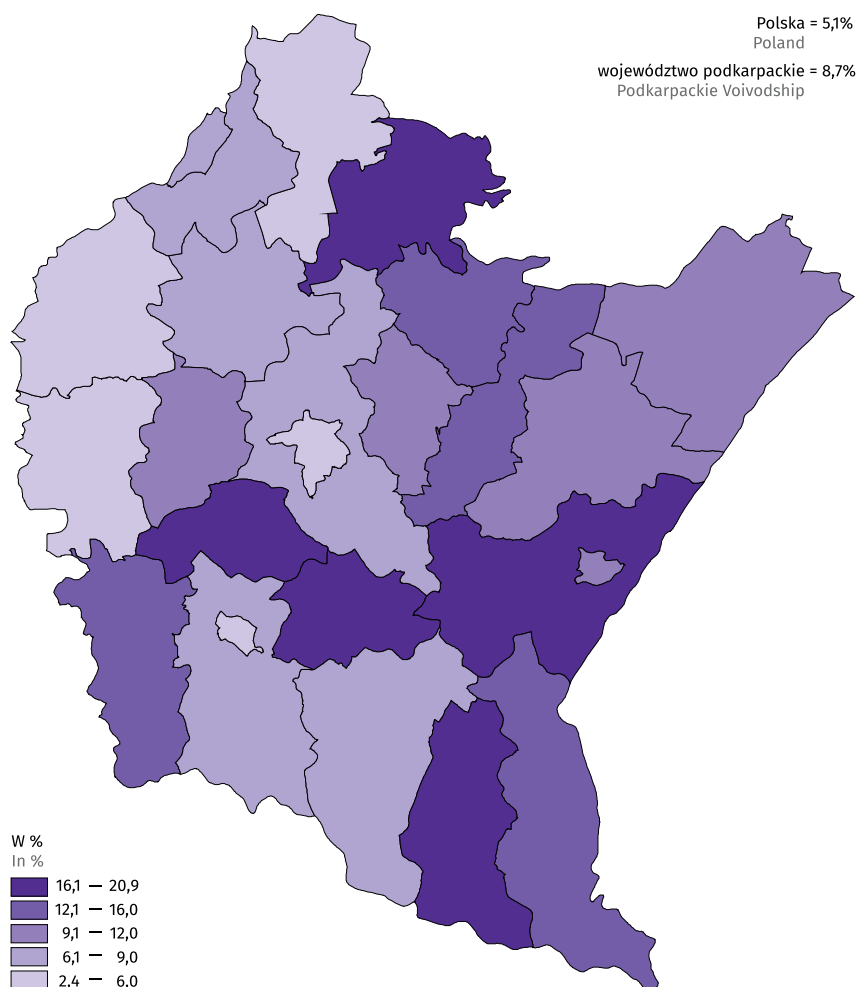 Polska = 5,1%
Poland
województwo podkarpackie = 8,7%
Podkarpackie Voivodship
W %
In %
16,1 — 20,9
12,1 — 16,0
9,1 — 12,0
6,1 — 9,0
2,4 — 6,0